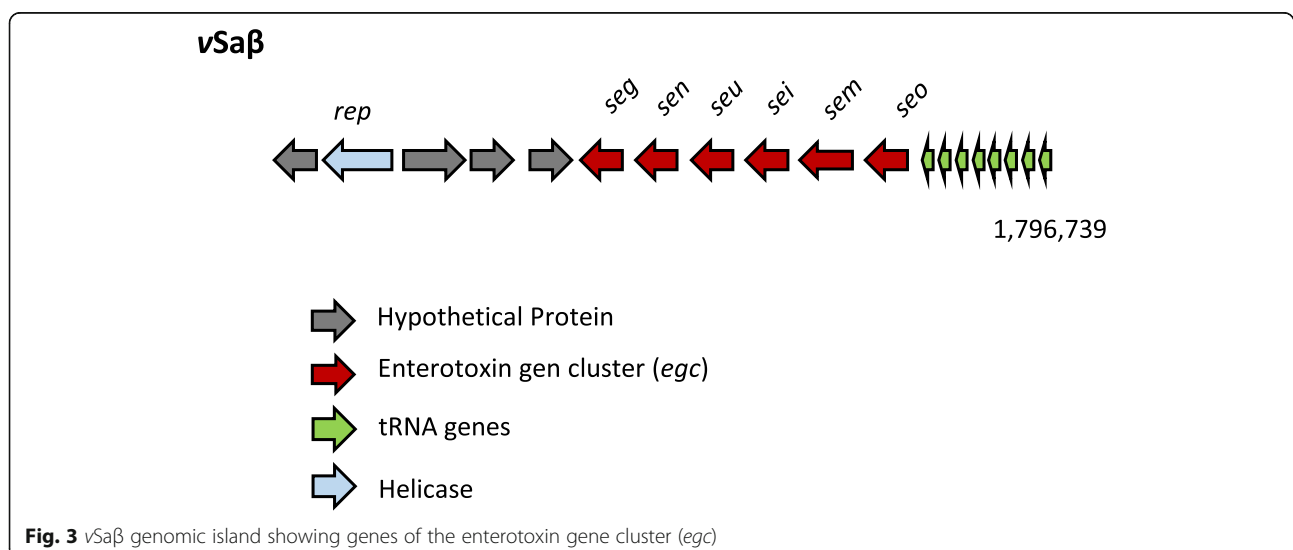 vSaβ
rep seg sen seu sei sem seo
1,796,739
Hypothetical Protein
Enterotoxin gen cluster (egc)
tRNA genes
Helicase
Fig. 3 vSaβ genomic island showing genes of the enterotoxin gene cluster (egc)